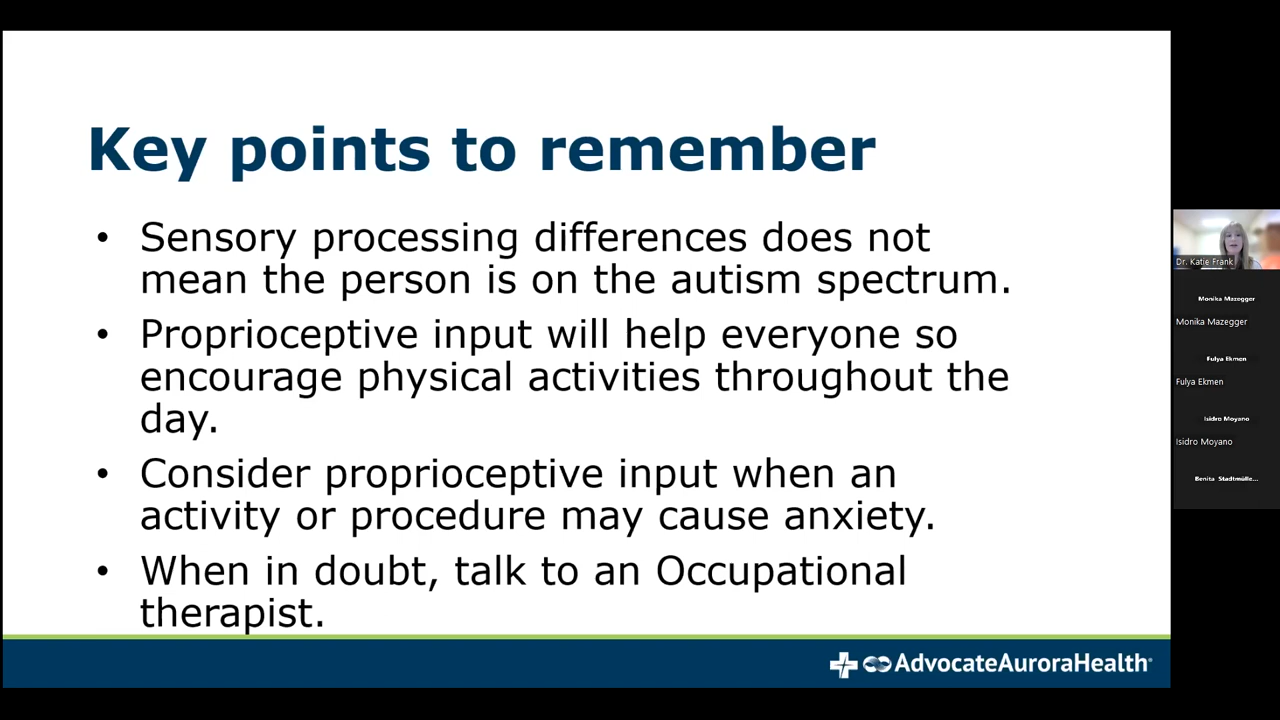 Key points to remember
• Sensory processing differences does not
mean the person is on the autism spectrum.
• Proprioceptive input will help everyone so
encourage physical activities throughout the
day.
• Consider proprioceptive input when an
activity or procedure may cause anxiety.
• When in doubt, talk to an Occupational
therapist.
AdvocateAuroraHealth®
Dr. Katie Frank
Monika Mazegger
Monika Mazegger
Fulya Ekmen
Fulya Ekmen
Isidro Moyano
Isidro Moyano
Benita Stadtmülle...